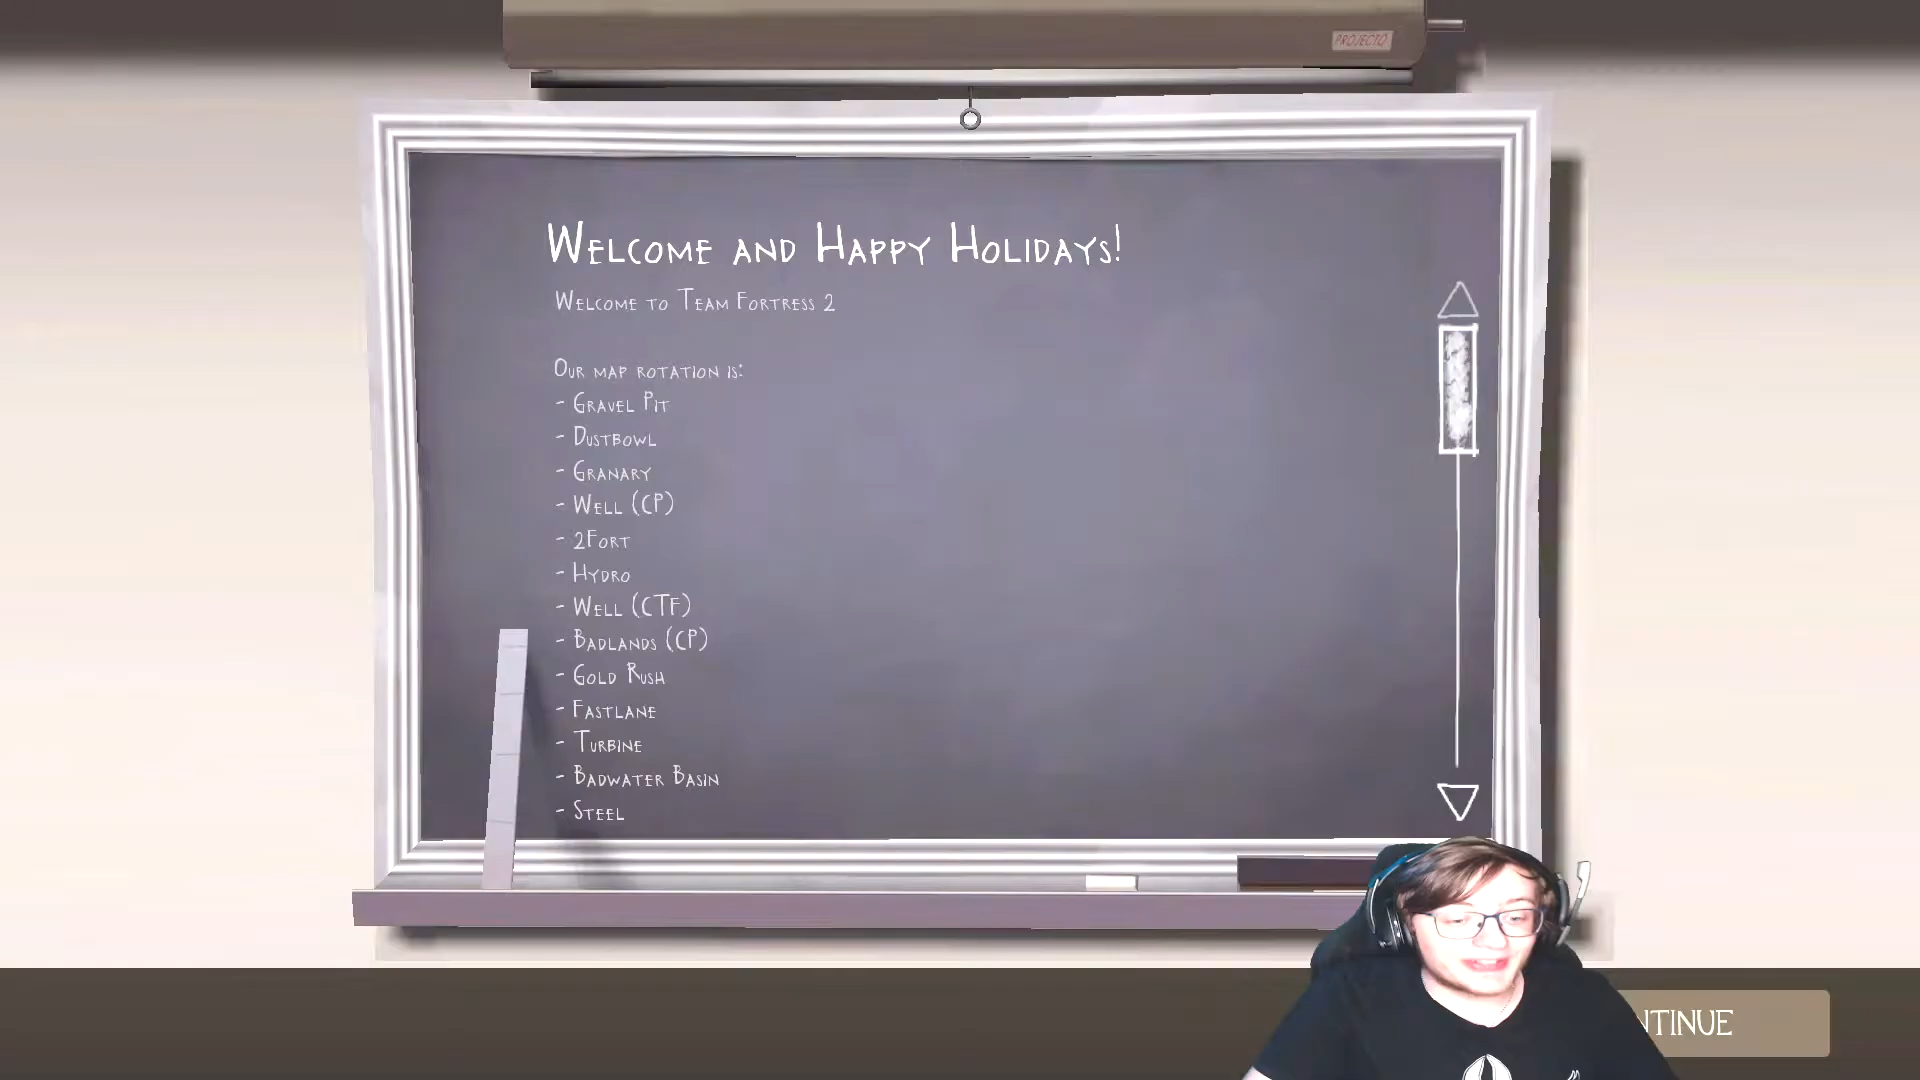 PROJECTO
Welcome and Happy Holidays!
Welcome to Team Fortress 2
Our map rotation is:
- Gravel Pit
- Dustbowl
- Granary
- Well (CP)
- 2Fort
- Hydro
- Well (CTF)
- Badlands (CP)
- Gold Rush
- Fastlane
- Turbine
- Badwater Basin
- Steel
NTINUE